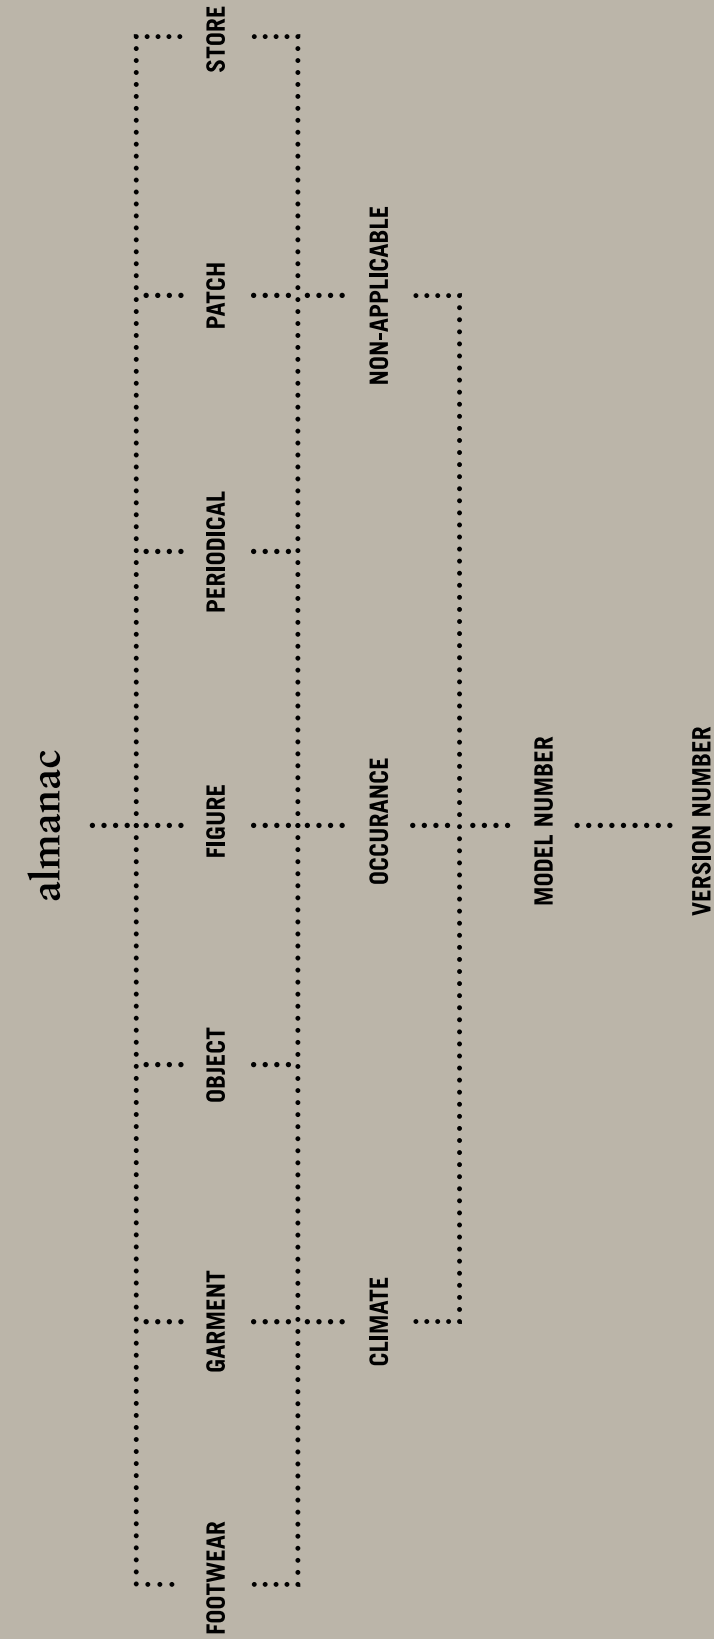 almanac
FOOTWEAR
GARMENT
OBJECT
FIGURE
PERIODICAL
PATCH
STORE
CLIMATE
OCCURANCE
NON-APPLICABLE
MODEL NUMBER
VERSION NUMBER